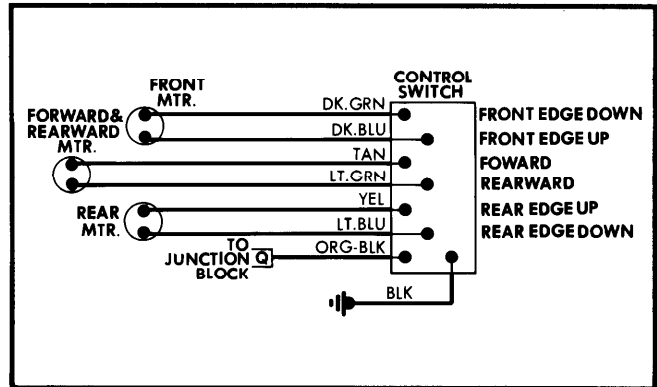 FRONT
MTR.
CONTROL
SWITCH
FORWARD&
REARWARD
MTR.
DK.GRN
FRONT EDGE DOWN
DK.BLU
FRONT EDGE UP
TAN
FOWARD
LT.GRN
REARWARD
REAR
MTR.
YEL
REAR EDGE UP
LT.BLU
REAR EDGE DOWN
TO
JUNCTION
BLOCK
Q
ORG-BLK
BLK